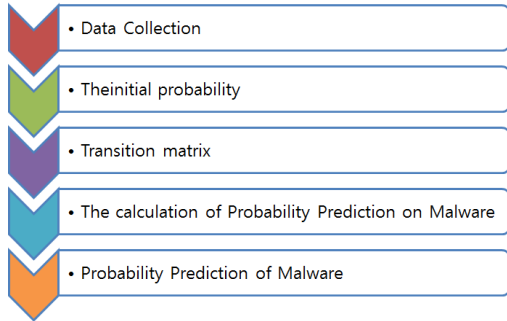 • Data Collection
• Theinitial probability
• Transition matrix
• The calculation of Probability Prediction on Malware
• Probability Prediction of Malware